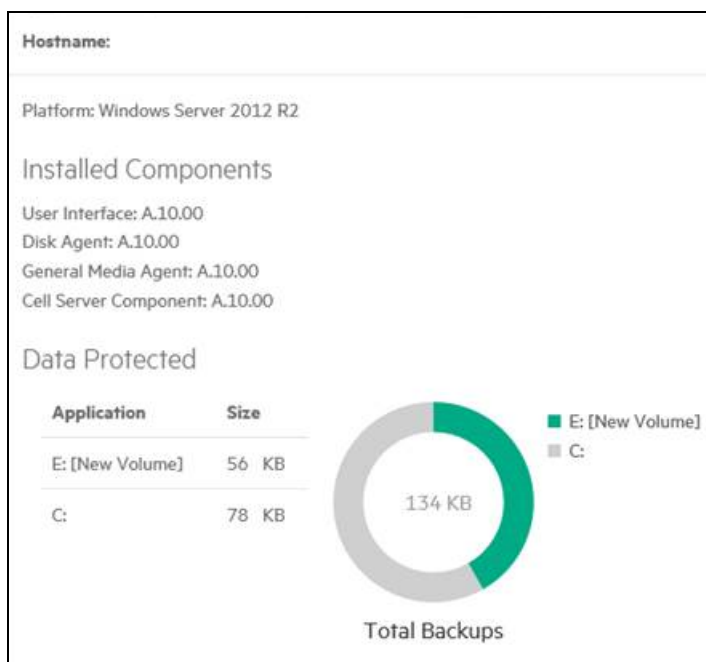 Hostname:
Platform: Windows Server 2012 R2
Installed Components
User Interface: A.10.00
Disk Agent: A.10.00
General Media Agent: A.10.00
Cell Server Component: A.10.00
Data Protected
Application Size
E: [New Volume] 56 KB
C: 78 KB
134 KB
E: [New Volume]
C:
Total Backups